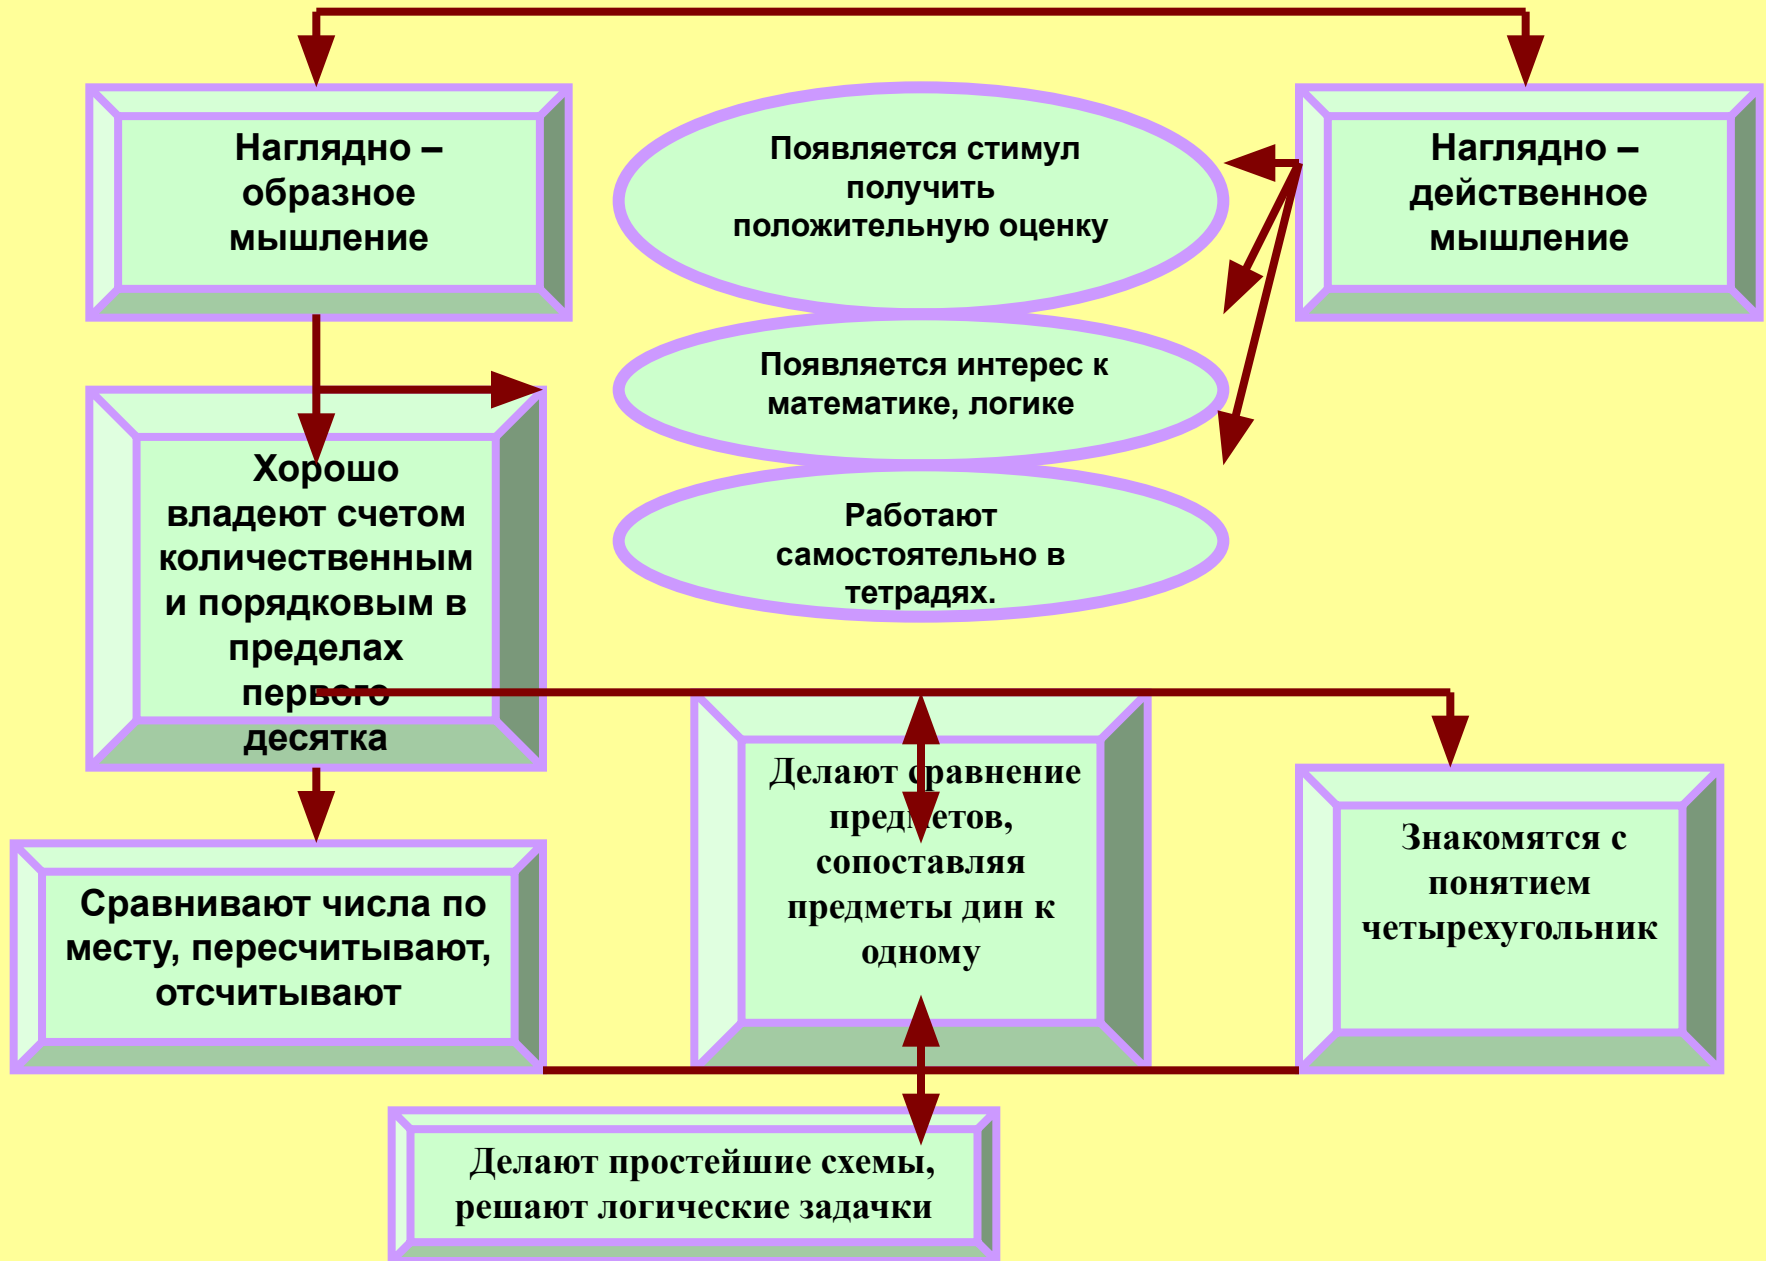 Наглядно –
образное
мышление
Появляется стимул
получить
положительную оценку
Наглядно –
действенное
мышление
Появляется интерес к
математике, логике
Работают
самостоятельно в
тетрадях.
Хорошо
владеют счетом
количественным
и порядковым в
пределах
первого
десятка
Делают сравнение
предметов,
сопоставляя
предметы дин к
одному
Знакомятся с
понятием
четырехугольник
Сравнивают числа по
месту, пересчитывают,
отсчитывают
Делают простейшие схемы,
решают логические задачки